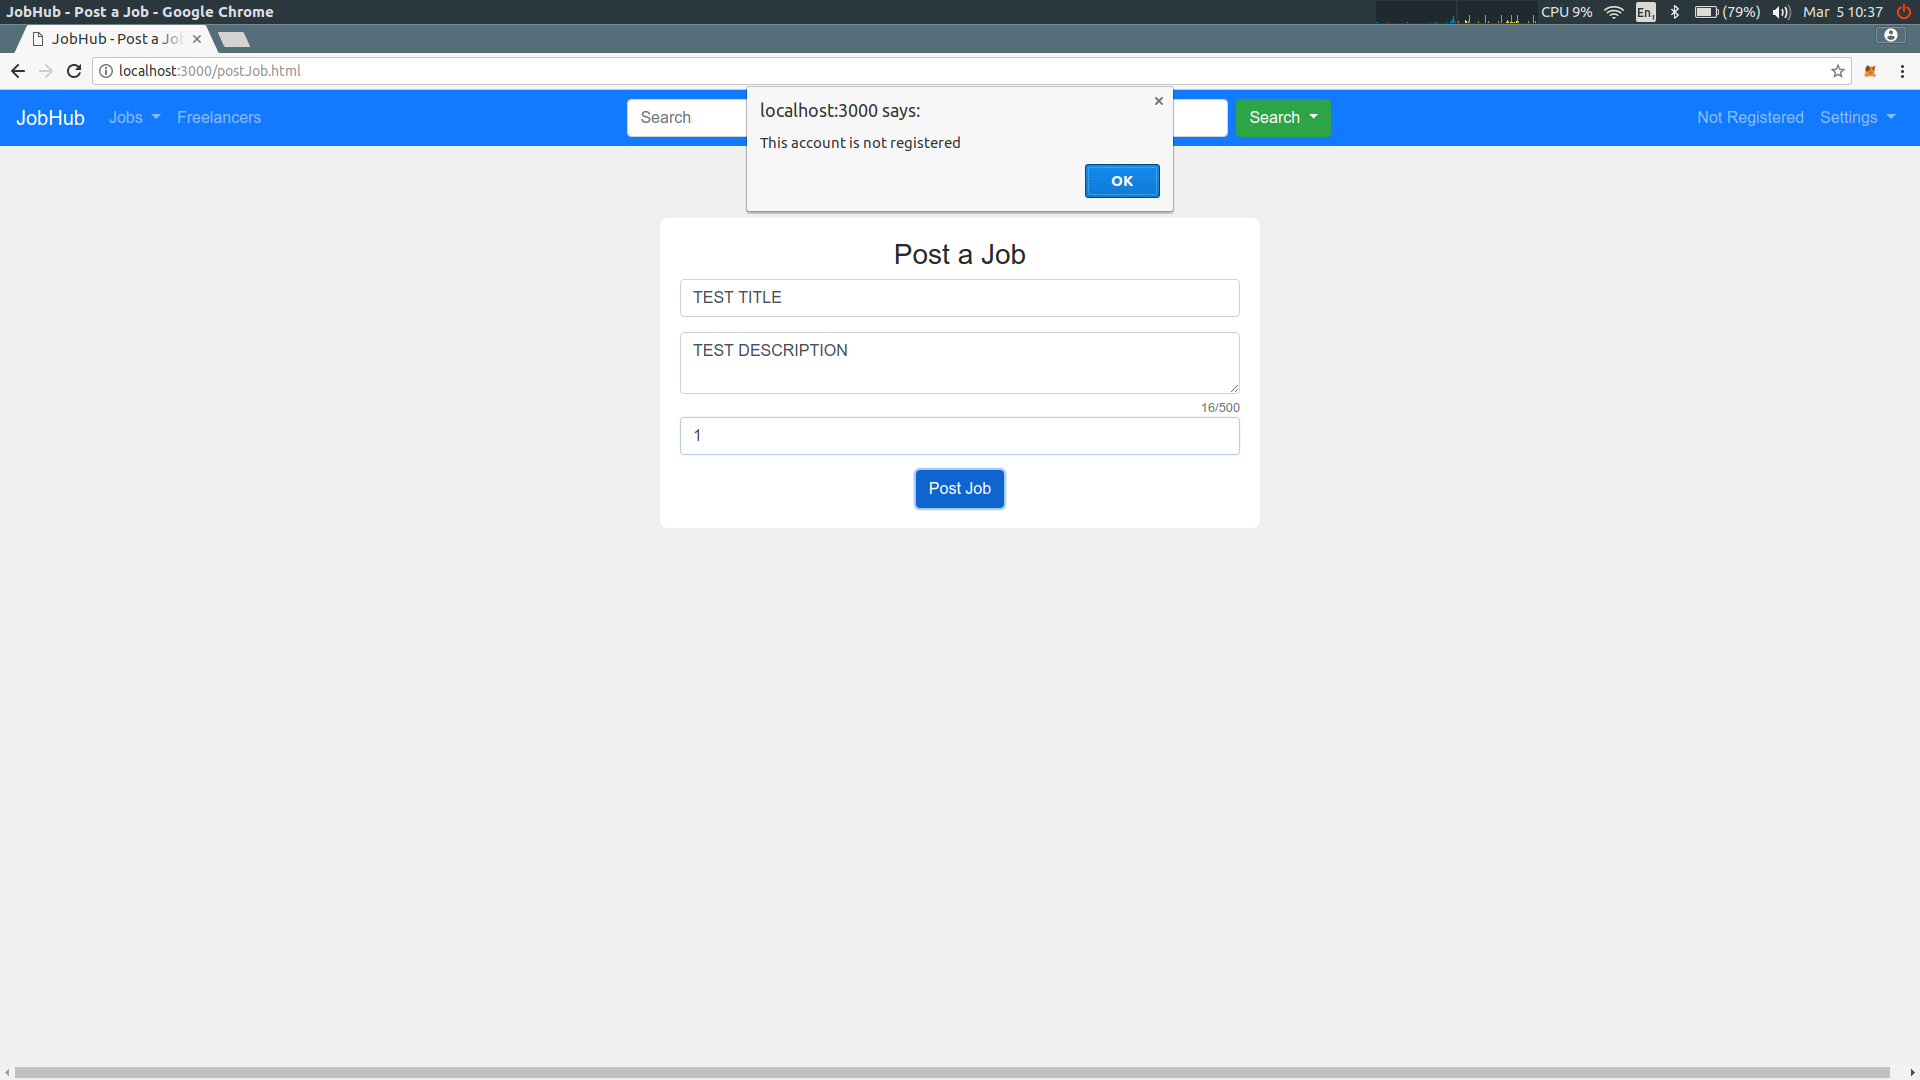 JobHub - Post a Job - Google Chrome
CPU 9% En1 (79%) Mar 5 10:37
JobHub - Post a Jo
localhost:3000/postJob.html
JobHub Jobs Freelancers Search Search Not Registered Settings
localhost:3000 says:
This account is not registered
OK
Post a Job
TEST TITLE
TEST DESCRIPTION
16/500
1
Post Job